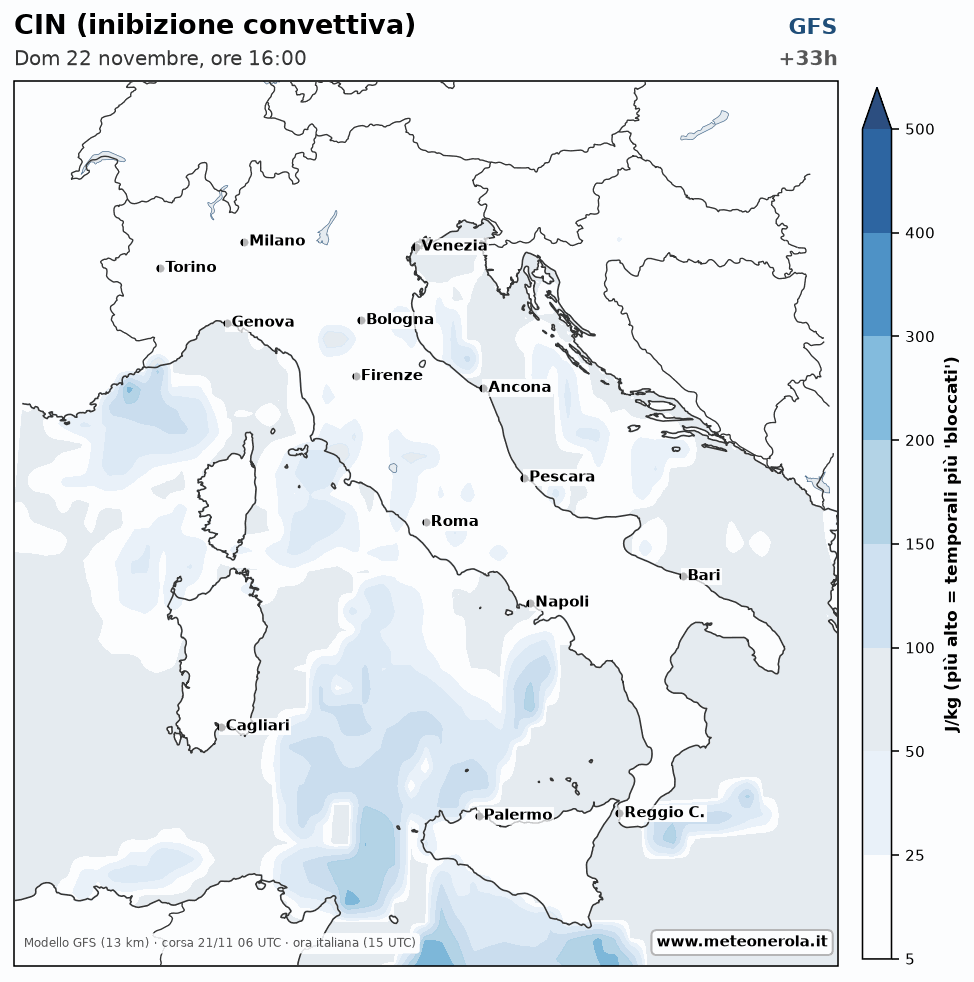 CIN (inibizione convettiva)
GFS
Dom 22 novembre, ore 16:00
+33h
Milano
Venezia
Torino
Genova
Bologna
Firenze
Ancona
Pescara
Roma
Bari
Napoli
Cagliari
Palermo
Reggio C.
500
400
300
200
150
100
50
25
5
J/kg (più alto = temporali più 'bloccati')
Modello GFS (13 km) · corsa 21/11 06 UTC · ora italiana (15 UTC)
www.meteonerola.it